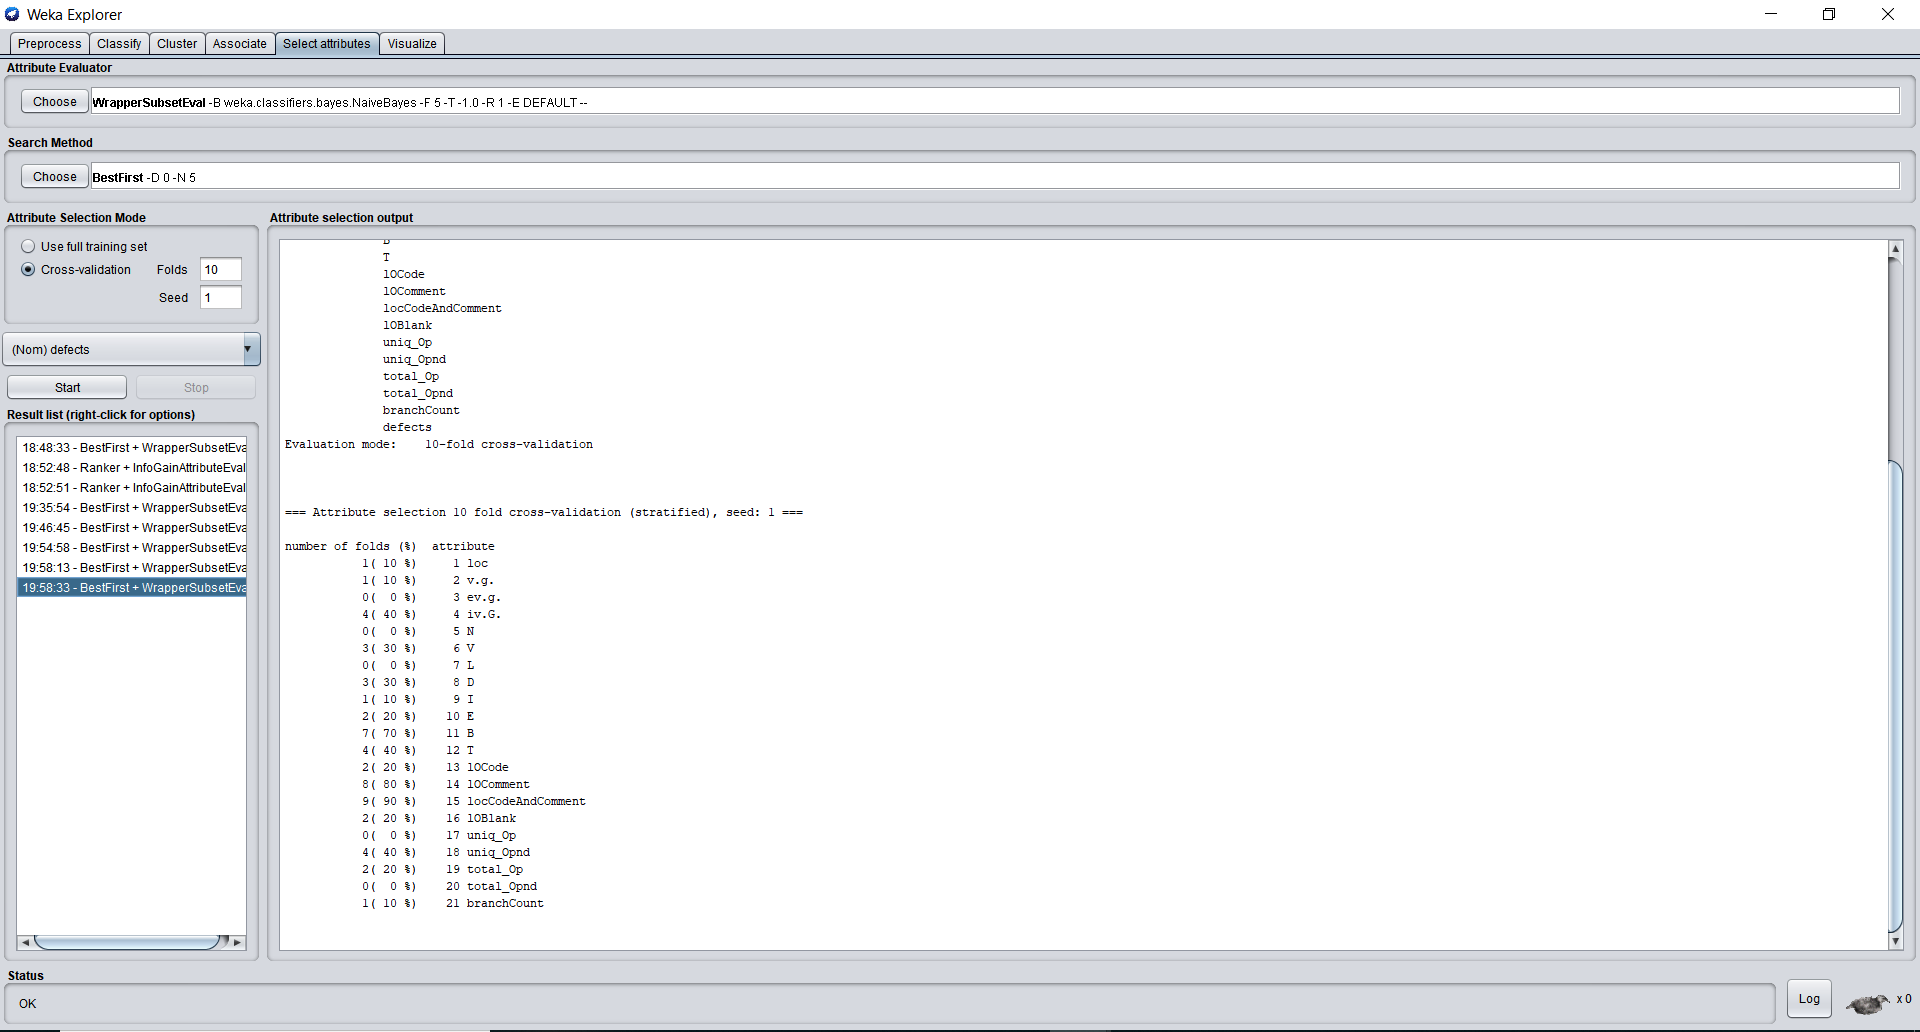 Weka Explorer
Preprocess Classify Cluster Associate Select attributes Visualize
Attribute Evaluator
Choose WrapperSubsetEval -B weka.classifiers.bayes.NaiveBayes -F 5 -T -1.0 -R 1 -E DEFAULT --
Search Method
Choose BestFirst -D 0 -N 5
Attribute Selection Mode
Use full training set
Cross-validation Folds 10
Seed 1
(Nom) defects
Start Stop
Result list (right-click for options)
18:48:33 - BestFirst + WrapperSubsetEva
18:52:48 - Ranker + InfoGainAttributeEval
18:52:51 - Ranker + InfoGainAttributeEval
19:35:54 - BestFirst + WrapperSubsetEva
19:46:45 - BestFirst + WrapperSubsetEva
19:54:58 - BestFirst + WrapperSubsetEva
19:58:13 - BestFirst + WrapperSubsetEva
19:58:33 - BestFirst + WrapperSubsetEva
Attribute selection output
T
lOCode
lOComment
locCodeAndComment
lOBlank
uniq_Op
uniq_Opnd
total_Op
total_Opnd
branchCount
defects
Evaluation mode: 10-fold cross-validation
=== Attribute selection 10 fold cross-validation (stratified), seed: 1 ===
number of folds (%) attribute
1( 10 %) 1 loc
1( 10 %) 2 v.g.
0( 0 %) 3 ev.g.
4( 40 %) 4 iv.G.
0( 0 %) 5 N
3( 30 %) 6 V
0( 0 %) 7 L
3( 30 %) 8 D
1( 10 %) 9 I
2( 20 %) 10 E
7( 70 %) 11 B
4( 40 %) 12 T
2( 20 %) 13 lOCode
8( 80 %) 14 lOComment
9( 90 %) 15 locCodeAndComment
2( 20 %) 16 lOBlank
0( 0 %) 17 uniq_Op
4( 40 %) 18 uniq_Opnd
2( 20 %) 19 total_Op
0( 0 %) 20 total_Opnd
1( 10 %) 21 branchCount
Status
OK
Log x 0